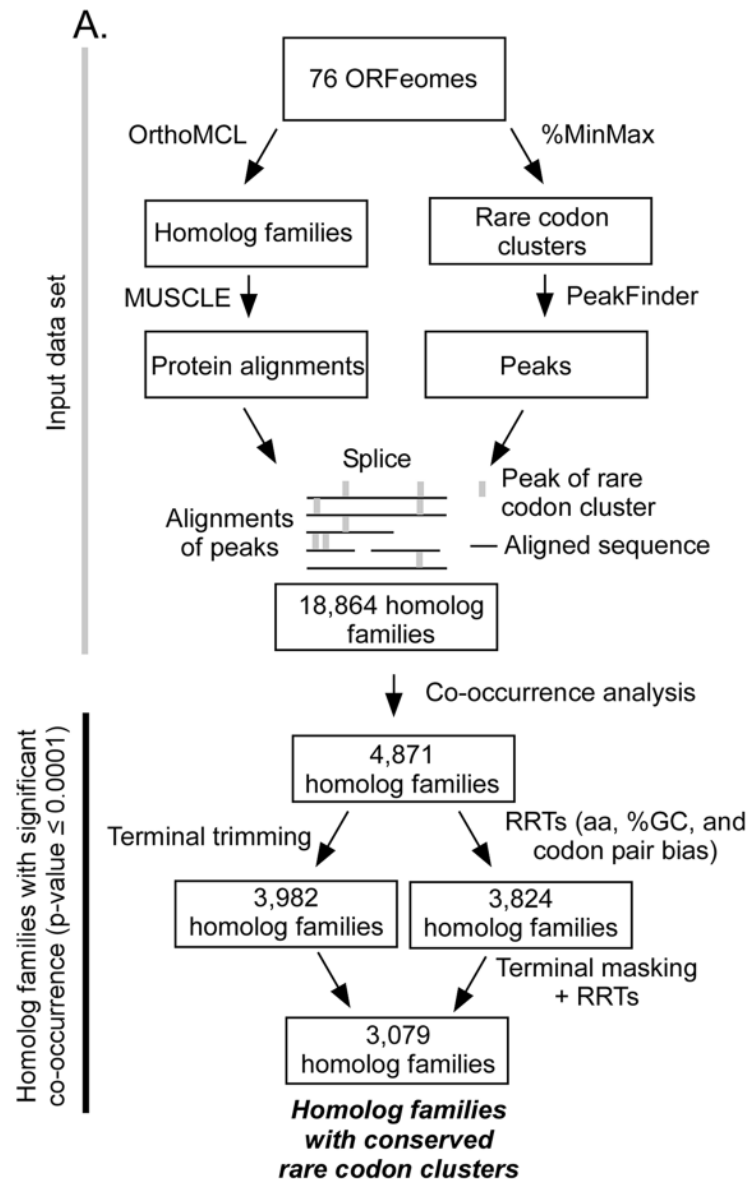 A.
76 ORFeomes
OrthoMCL
%MinMax
Homolog families
Rare codon
clusters
MUSCLE
PeakFinder
Protein alignments
Peaks
Input data set
Splice
Alignments
of peaks
Peak of rare
codon cluster
Aligned sequence
18,864 homolog
families
Co-occurrence analysis
4,871
homolog families
Terminal trimming
RRTs (aa, %GC, and
codon pair bias)
3,982
homolog families
3,824
homolog families
Terminal masking
+ RRTs
3,079
homolog families
Homolog families with significant
co-occurrence (p-value ≤ 0.0001)
Homolog families
with conserved
rare codon clusters